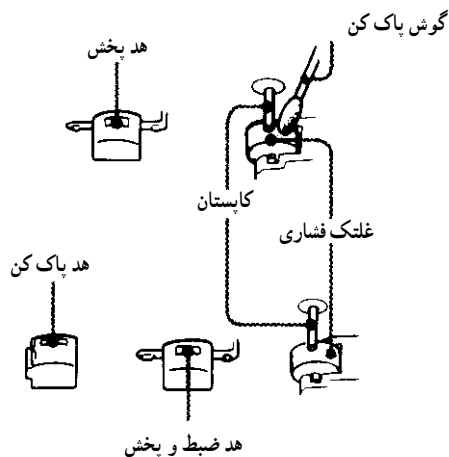 گوش پاک کن
هد پخش
کاپستان
غلتک فشاری
هد پاک کن
هد ضبط و پخش